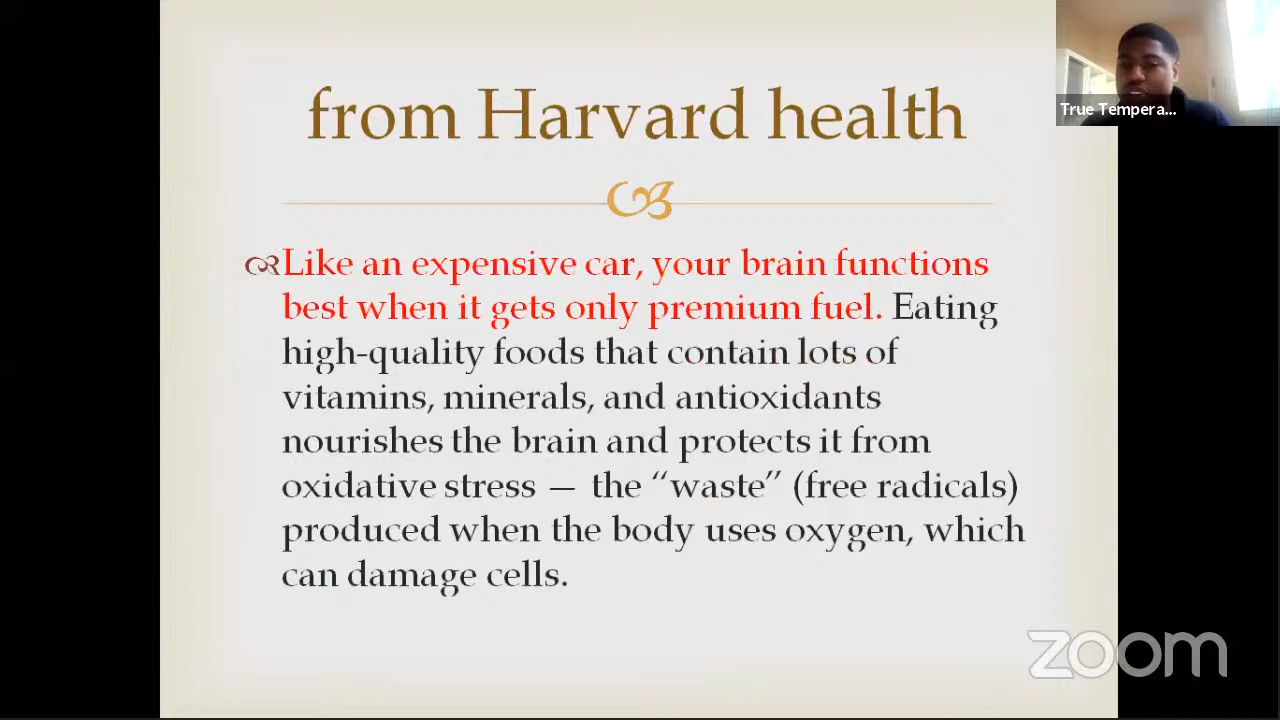 from Harvard health
Like an expensive car, your brain functions
best when it gets only premium fuel. Eating
high-quality foods that contain lots of
vitamins, minerals, and antioxidants
nourishes the brain and protects it from
oxidative stress — the “waste” (free radicals)
produced when the body uses oxygen, which
can damage cells.
True Tempera...
zoom